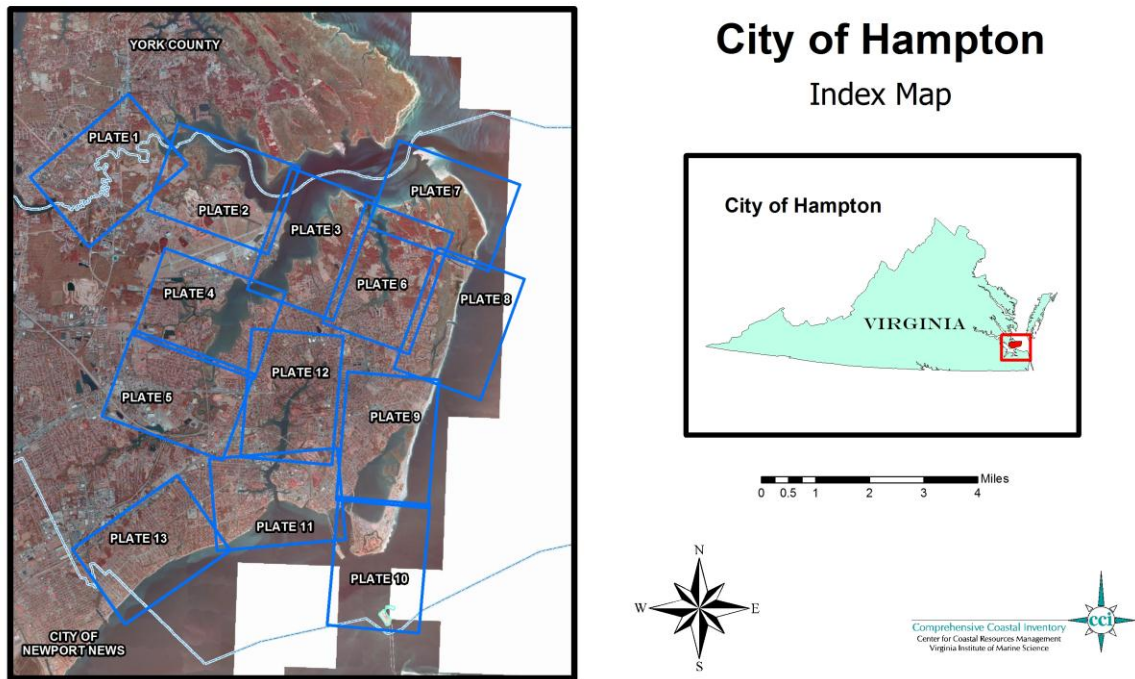 City of Hampton
Index Map
YORK COUNTY
PLATE 1
PLATE 2
PLATE 3
PLATE 7
PLATE 4
PLATE 6
PLATE 8
PLATE 12
PLATE 5
PLATE 9
PLATE 11
PLATE 13
PLATE 10
CITY OF
NEWPORT NEWS
City of Hampton
VIRGINIA
Miles
0 0.5 1 2 3 4
N
W E
S
cci
Comprehensive Coastal Inventory
Center for Coastal Resources Management
Virginia Institute of Marine Science